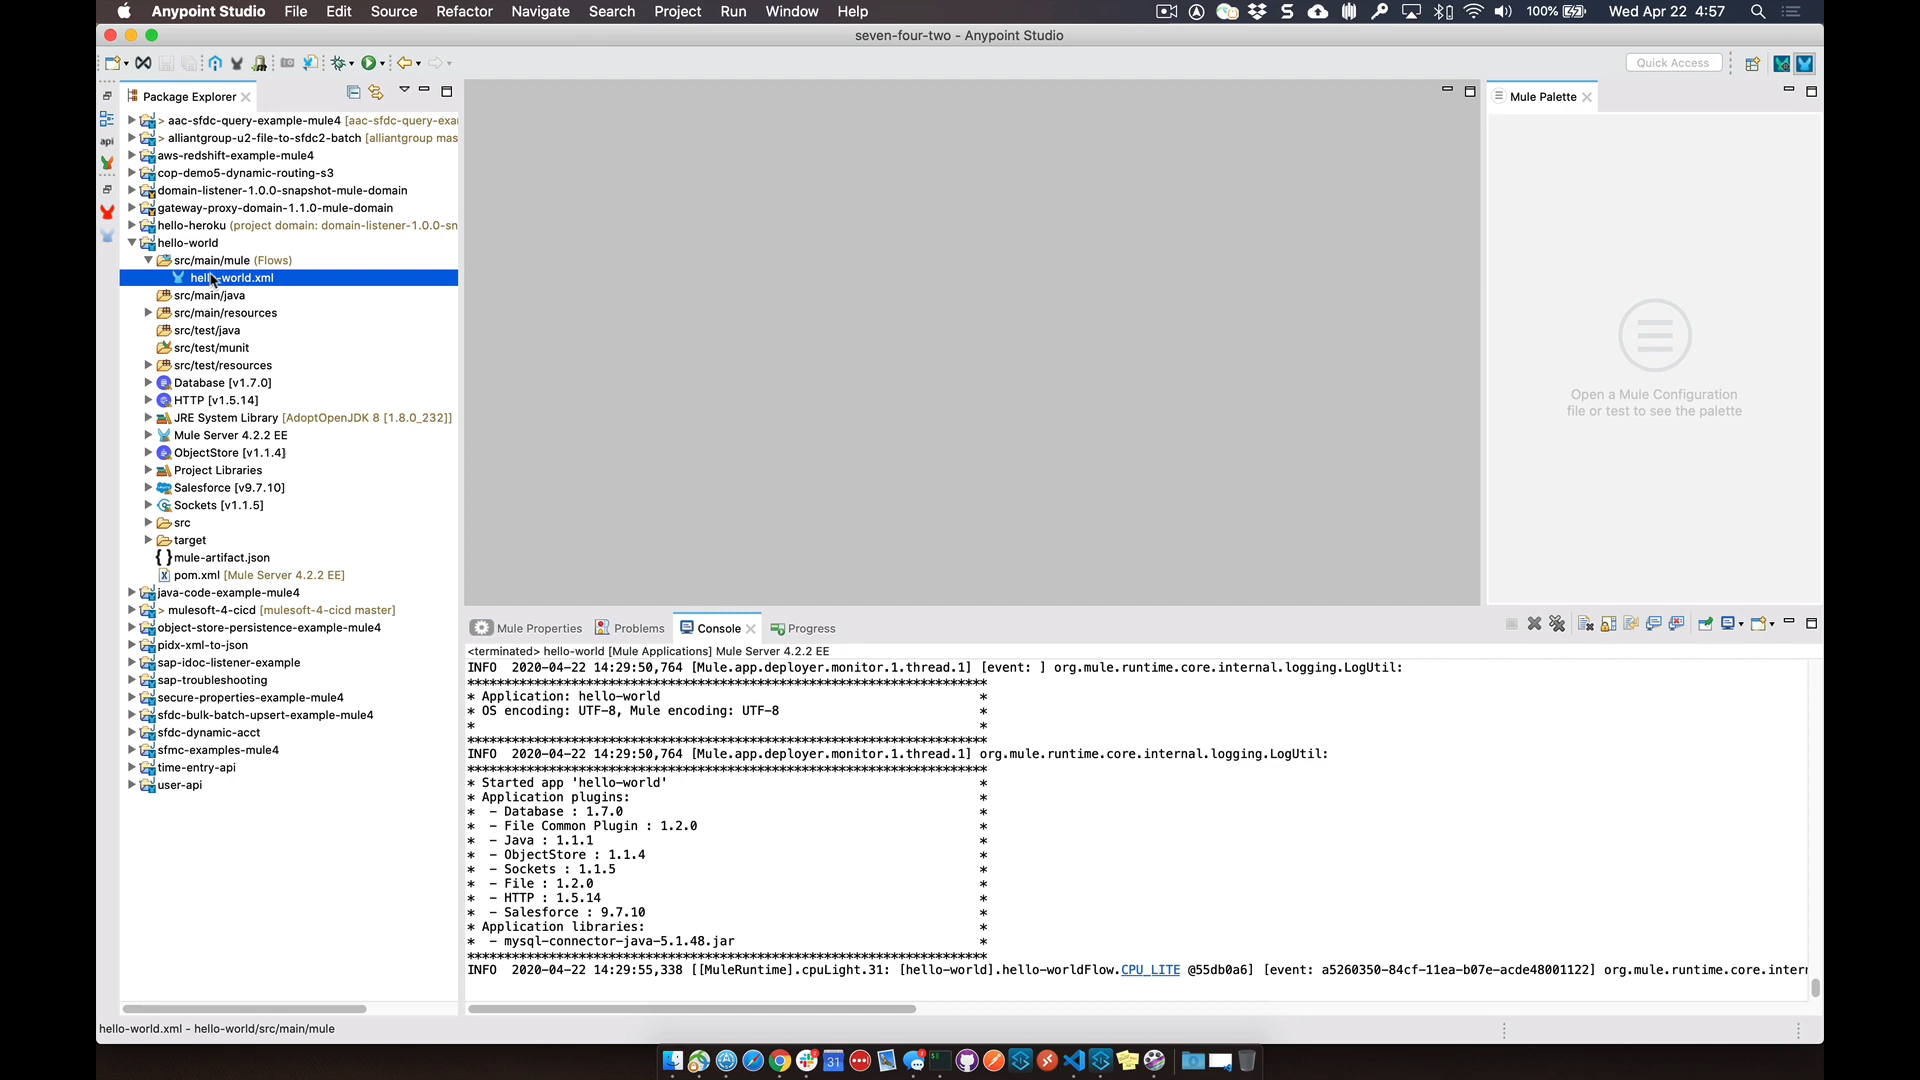 Anypoint Studio File Edit Source Refactor Navigate Search Project Run Window Help 100% Wed Apr 22 4:57
seven-four-two - Anypoint Studio
Quick Access
Package Explorer
Mule Palette
> aac-sfdc-query-example-mule4 [aac-sfdc-query-exa
> alliantgroup-u2-file-to-sfdc2-batch [alliantgroup mas
api
aws-redshift-example-mule4
cop-demo5-dynamic-routing-s3
domain-listener-1.0.0-snapshot-mule-domain
gateway-proxy-domain-1.1.0-mule-domain
hello-heroku (project domain: domain-listener-1.0.0-sn
hello-world
src/main/mule (Flows)
hello-world.xml
src/main/java
src/main/resources
src/test/java
src/test/munit
src/test/resources
Database [v1.7.0]
HTTP [v1.5.14]
JRE System Library [AdoptOpenJDK 8 [1.8.0_232]]
Mule Server 4.2.2 EE
ObjectStore [v1.1.4]
Project Libraries
Salesforce [v9.7.10]
Sockets [v1.1.5]
src
target
mule-artifact.json
pom.xml [Mule Server 4.2.2 EE]
java-code-example-mule4
> mulesoft-4-cicd [mulesoft-4-cicd master]
object-store-persistence-example-mule4
pidx-xml-to-json
sap-idoc-listener-example
sap-troubleshooting
secure-properties-example-mule4
sfdc-bulk-batch-upsert-example-mule4
sfdc-dynamic-acct
sfmc-examples-mule4
time-entry-api
user-api
Open a Mule Configuration
file or test to see the palette
Mule Properties Problems Console Progress
<terminated> hello-world [Mule Applications] Mule Server 4.2.2 EE
INFO 2020-04-22 14:29:50,764 [Mule.app.deployer.monitor.1.thread.1] [event: ] org.mule.runtime.core.internal.logging.LogUtil:
**********************************************************************
* Application: hello-world *
* OS encoding: UTF-8, Mule encoding: UTF-8 *
* *
**********************************************************************
INFO 2020-04-22 14:29:50,764 [Mule.app.deployer.monitor.1.thread.1] org.mule.runtime.core.internal.logging.LogUtil:
**********************************************************************
* Started app 'hello-world' *
* Application plugins: *
* - Database : 1.7.0 *
* - File Common Plugin : 1.2.0 *
* - Java : 1.1.1 *
* - ObjectStore : 1.1.4 *
* - Sockets : 1.1.5 *
* - File : 1.2.0 *
* - HTTP : 1.5.14 *
* - Salesforce : 9.7.10 *
* Application libraries: *
* - mysql-connector-java-5.1.48.jar *
**********************************************************************
INFO 2020-04-22 14:29:55,338 [[MuleRuntime].cpuLight.31: [hello-world].hello-worldFlow.CPU_LITE @55db0a6] [event: a5260350-84cf-11ea-b07e-acde48001122] org.mule.runtime.core.interr
hello-world.xml - hello-world/src/main/mule
31